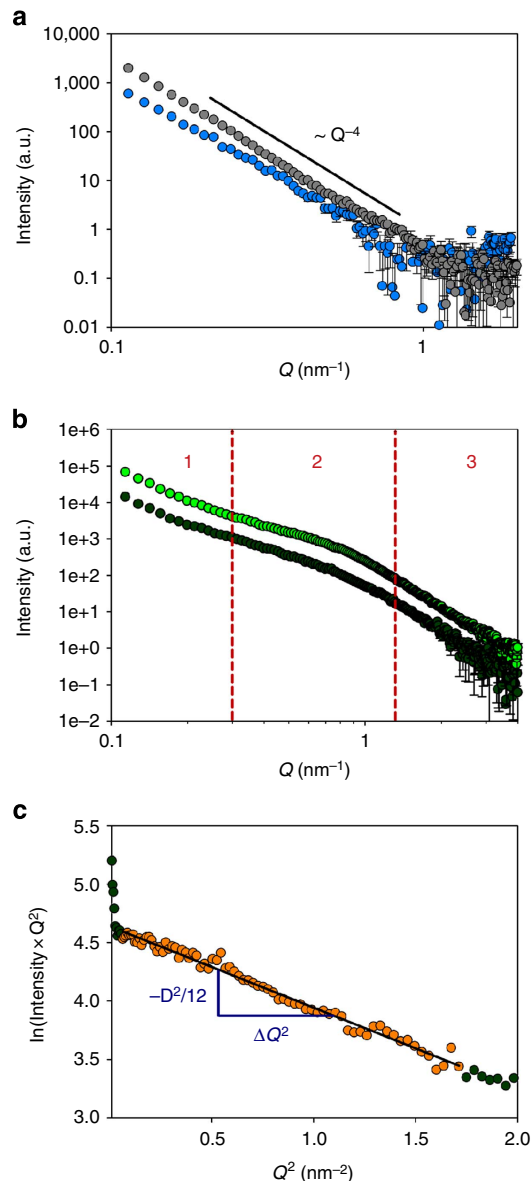 a
10,000
1,000
100
10
1
0.1
0.01
Intensity (a.u.)
~ Q⁻⁴
0.1
1
Q (nm⁻¹)
b
1e+6
1e+5
1e+4
1e+3
1e+2
1e+1
1e+0
1e−1
1e−2
Intensity (a.u.)
1
2
3
0.1
1
Q (nm⁻¹)
c
5.5
5.0
4.5
4.0
3.5
3.0
ln(Intensity × Q²)
−D²/12
ΔQ²
0.5
1.0
1.5
2.0
Q² (nm⁻²)